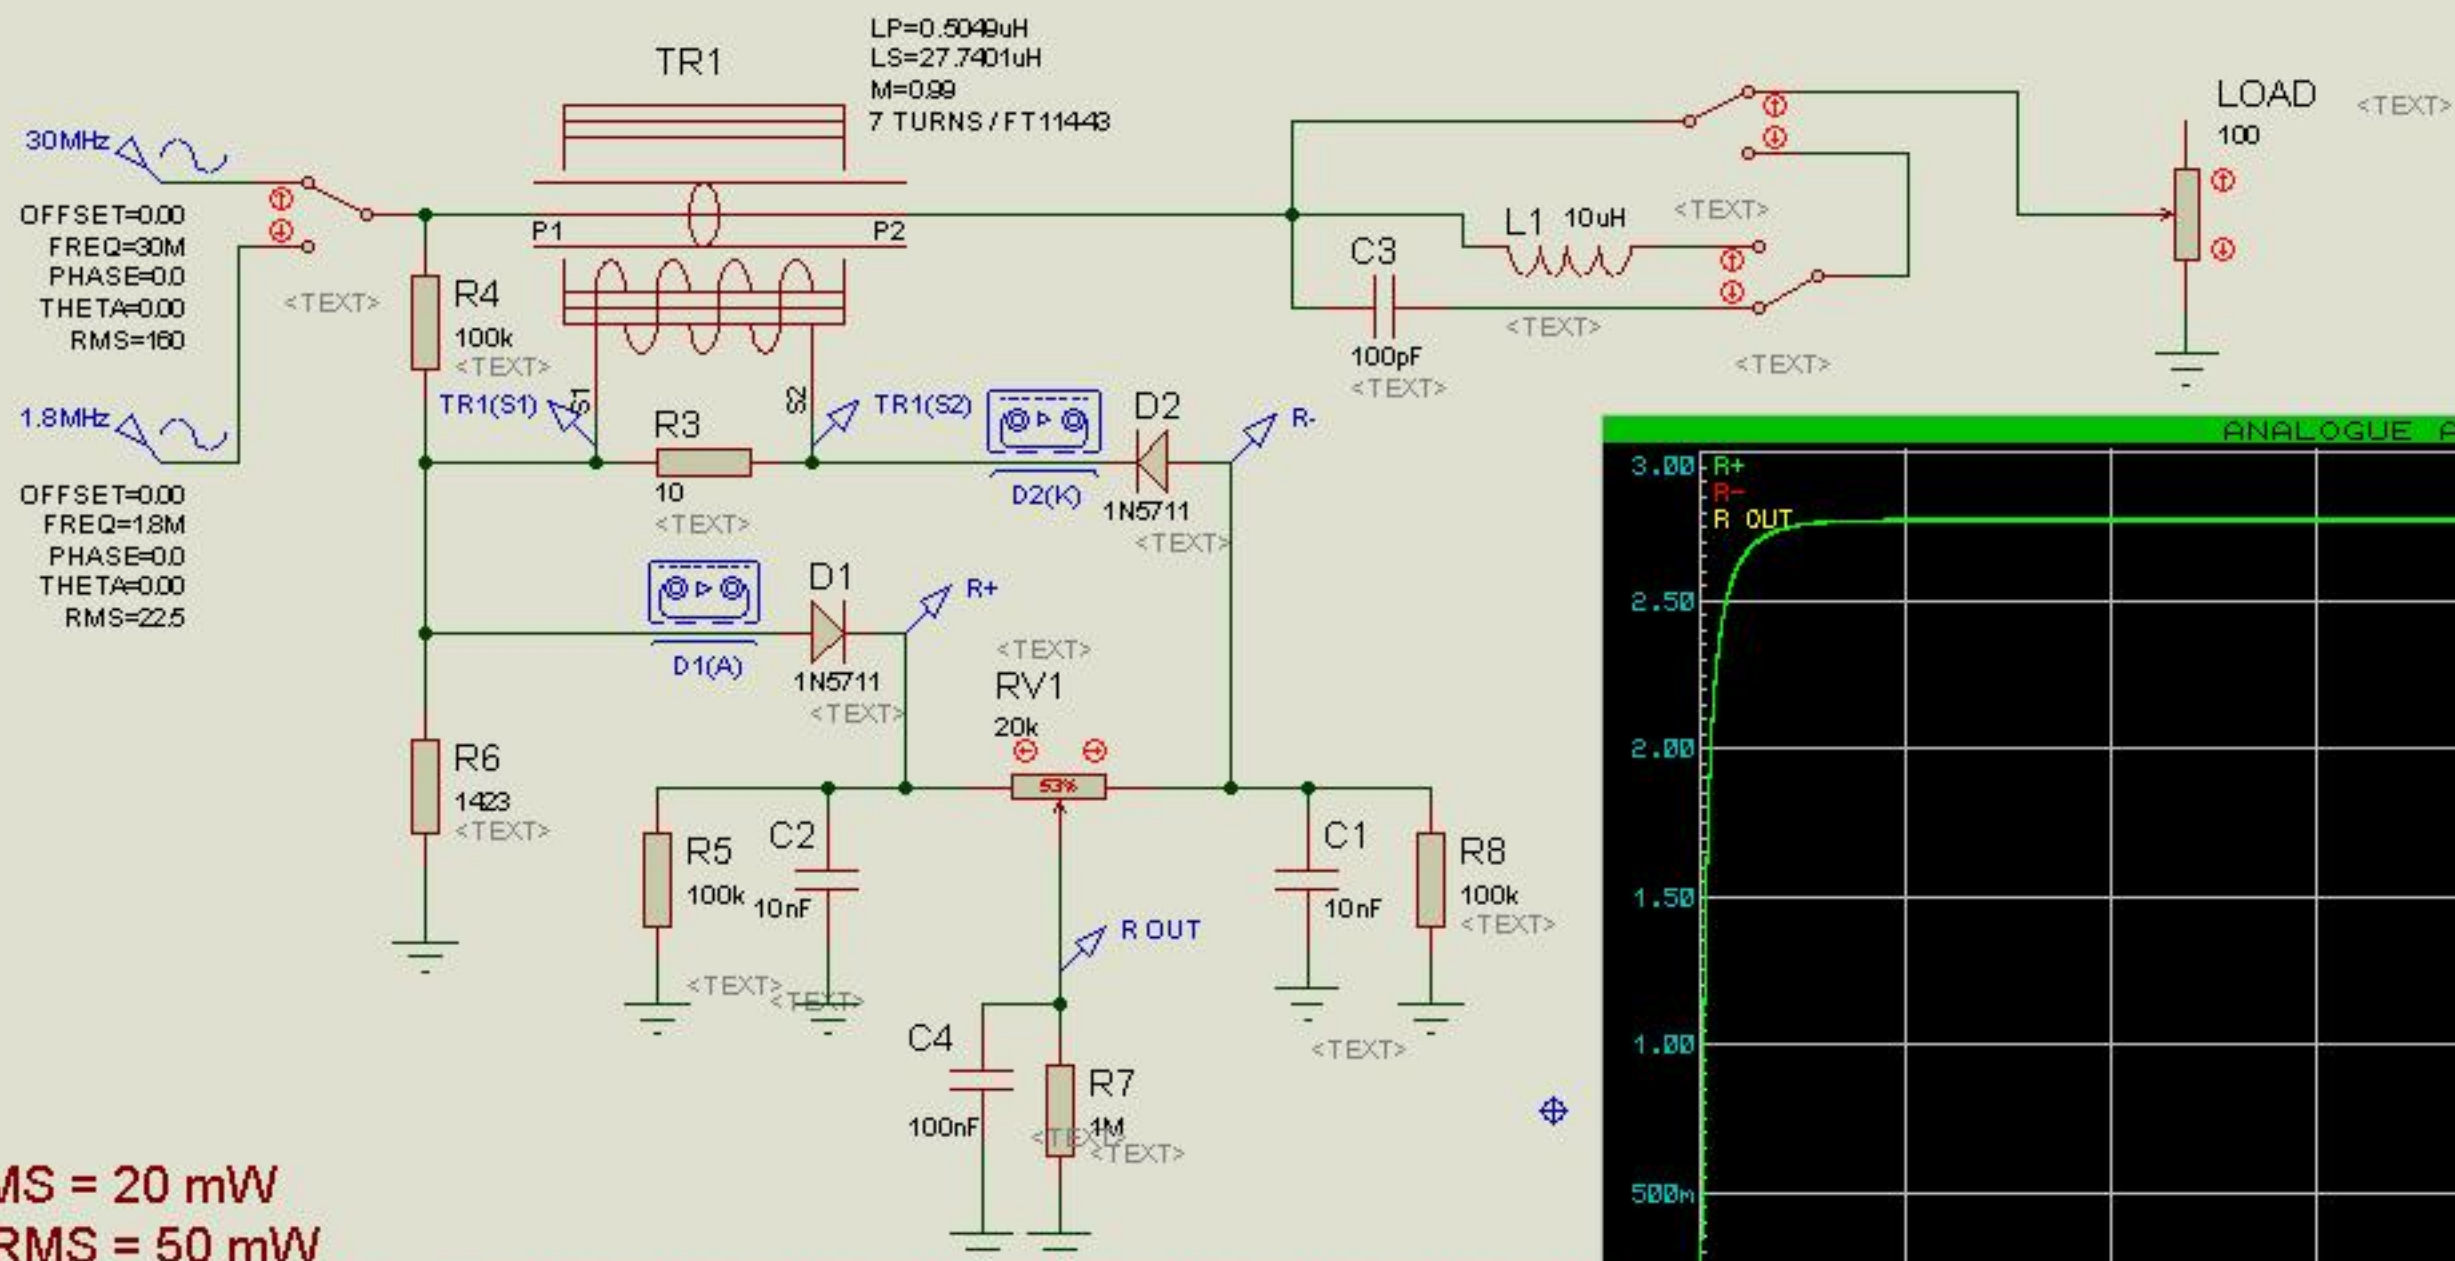 LP=0.5049uH
LS=27.7401uH
M=0.99
7 TURNS / FT11443
TR1
P1
P2
S1
S2
30MHz
OFFSET=0.00
FREQ=30M
PHASE=0.0
THETA=0.00
RMS=160
<TEXT>
1.8MHz
OFFSET=0.00
FREQ=1.8M
PHASE=0.0
THETA=0.00
RMS=22.5
R4
100k
<TEXT>
TR1(S1)
R3
10
<TEXT>
TR1(S2)
D2(K)
D2
1N5711
<TEXT>
R-
D1(A)
D1
1N5711
<TEXT>
R+
<TEXT>
RV1
20k
53%
R6
1423
<TEXT>
R5
100k
<TEXT>
C2
10nF
<TEXT>
R OUT
C4
100nF
<TEXT>
R7
1M
<TEXT>
C1
10nF
<TEXT>
R8
100k
<TEXT>
C3
100pF
<TEXT>
L1
10uH
<TEXT>
<TEXT>
<TEXT>
LOAD
100
<TEXT>
ANALOGUE
3.00
R+
R-
R OUT
2.50
2.00
1.50
1.00
500m
MS = 20 mW
RMS = 50 mW